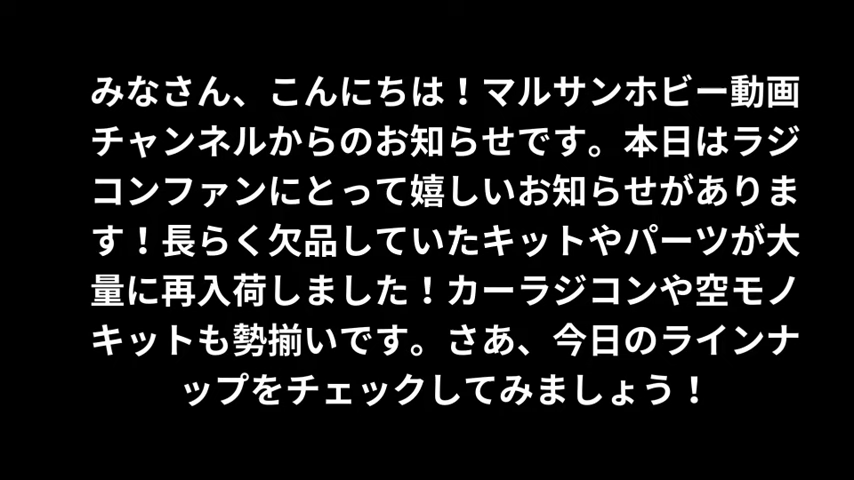 みなさん、こんにちは！マルサンホビー動画
チャンネルからのお知らせです。本日はラジ
コンファンにとって嬉しいお知らせがありま
す！長らく欠品していたキットやパーツが大
量に再入荷しました！カーラジコンや空モノ
キットも勢揃いです。さあ、今日のラインナ
ップをチェックしてみましょう！